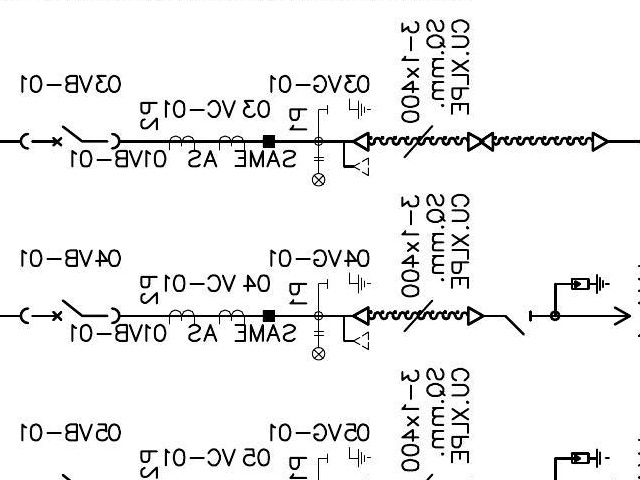 3-1x400
SQ.mm.
CU.XLPE
03VG-01
03VB-01
P1
03 VC-01
P2
SAME AS 01VB-01
3-1x400
SQ.mm.
CU.XLPE
04VG-01
04VB-01
P1
04 VC-01
P2
SAME AS 01VB-01
3-1x400
SQ.mm.
CU.XLPE
05VG-01
05VB-01
P1
05 VC-01
P2